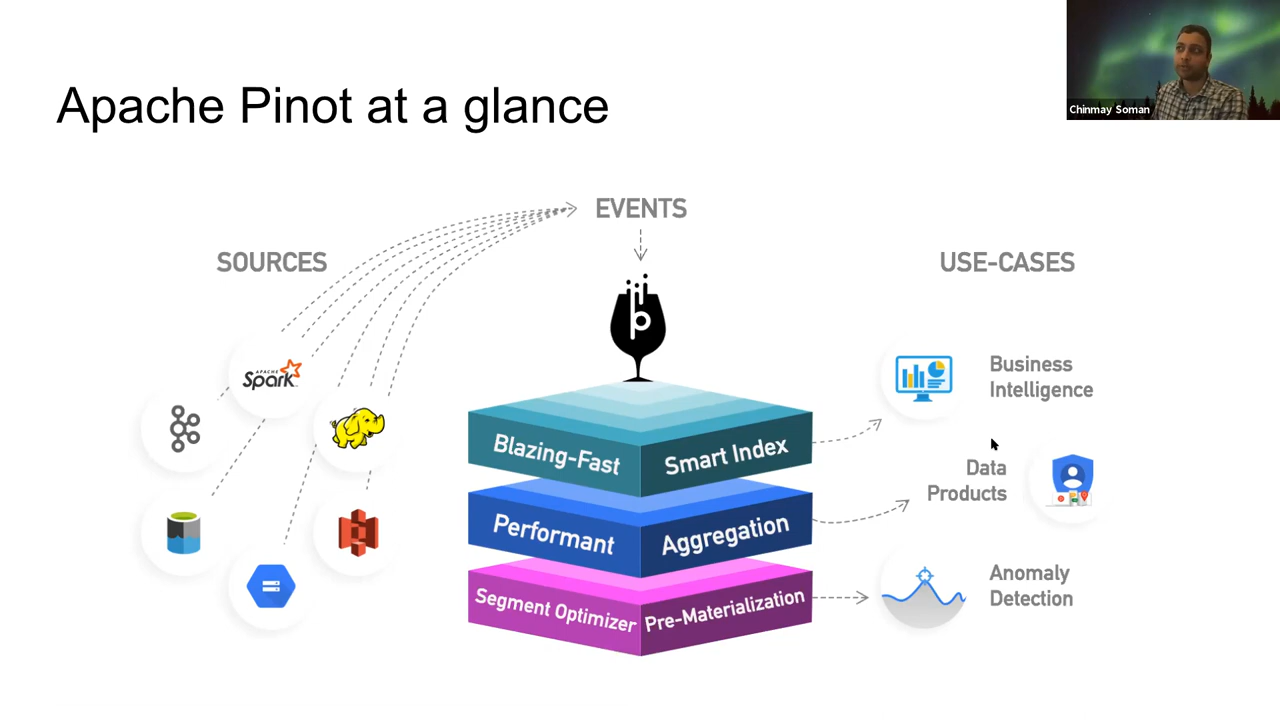 Apache Pinot at a glance
Chinmay Soman
EVENTS
SOURCES
USE-CASES
APACHE
Spark
Blazing-Fast
Smart Index
Performant
Aggregation
Segment Optimizer
Pre-Materialization
Business
Intelligence
Data
Products
Anomaly
Detection